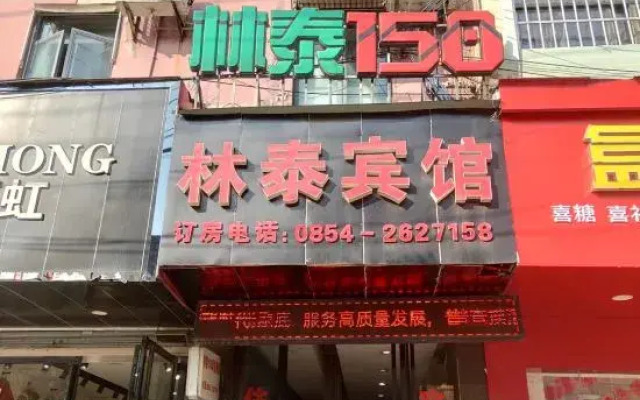 林泰158
IONG
虹
林泰宾馆
订房电话:0854-2627158
喜糖 喜
服务高质量发展,